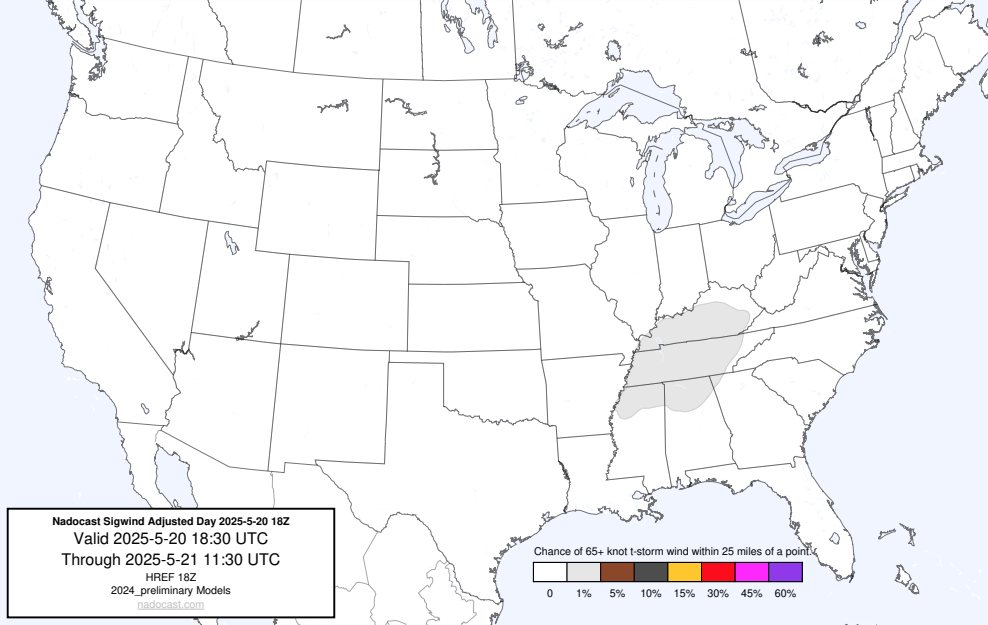 Nadocast Sigwind Adjusted Day 2025-5-20 18Z
Valid 2025-5-20 18:30 UTC
Through 2025-5-21 11:30 UTC
HREF 18Z
2024_preliminary Models
nadocast.com
Chance of 65+ knot t-storm wind within 25 miles of a point.
0 1% 5% 10% 15% 30% 45% 60%